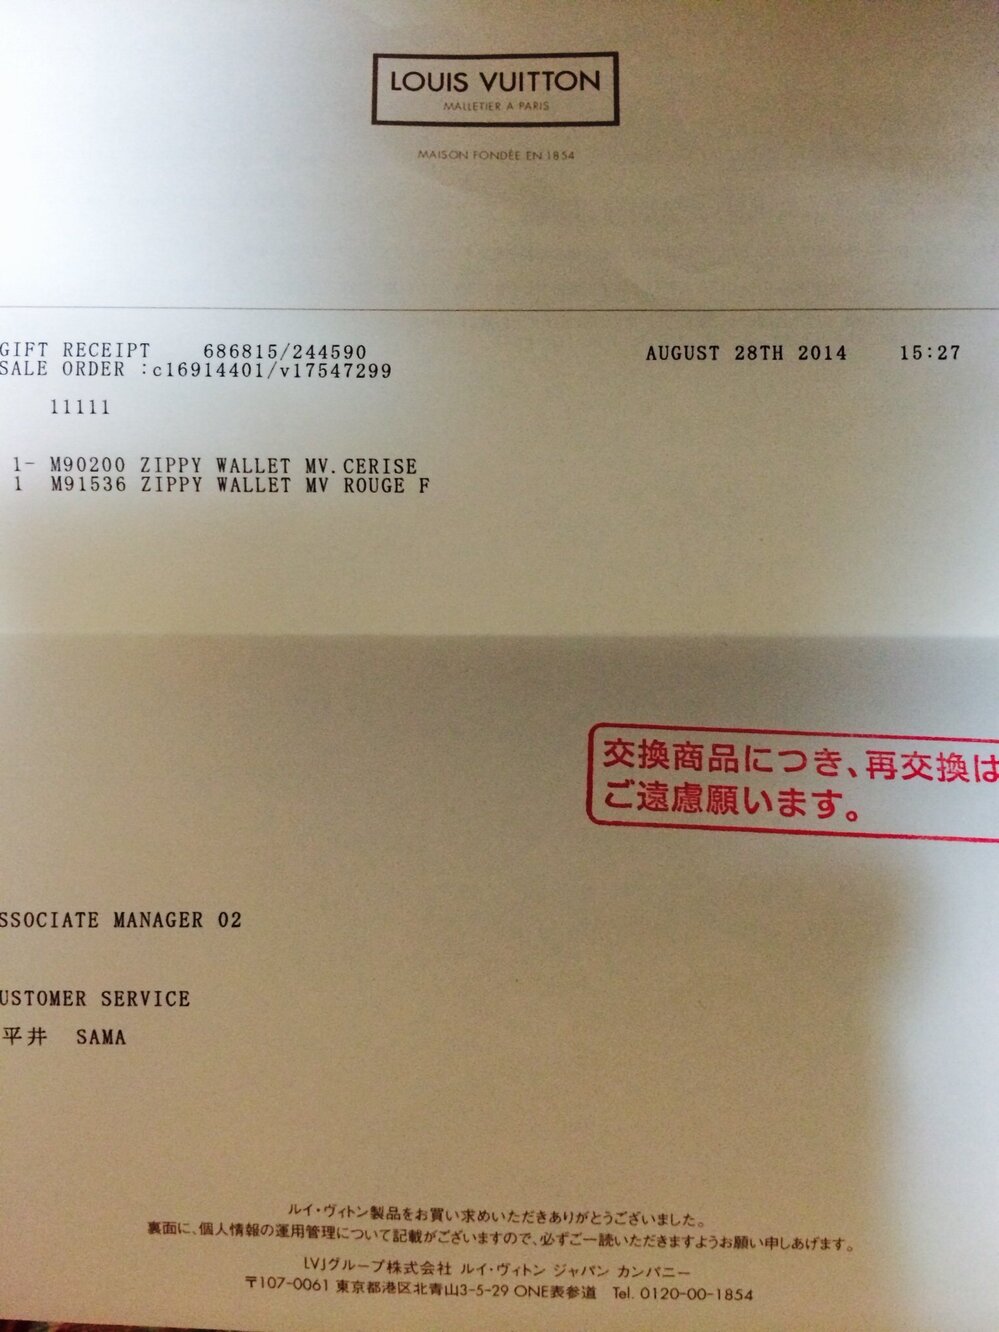 LOUIS VUITTON
MALLETIER A PARIS
MAISON FONDÉE EN 1854
GIFT RECEIPT 686815/244590 AUGUST 28TH 2014 15:27
SALE ORDER :c16914401/v17547299
11111
1- M90200 ZIPPY WALLET MV.CERISE
1 M91536 ZIPPY WALLET MV ROUGE F
交換商品につき、再交換は
ご遠慮願います。
SSOCIATE MANAGER 02
USTOMER SERVICE
平井 SAMA
ルイ・ヴィトン製品をお買い求めいただきありがとうございました。
裏面に、個人情報の運用管理について記載がございますので、必ずご一読いただきますようお願い申しあげます。
LVJグループ株式会社 ルイ・ヴィトン ジャパン カンパニー
〒107-0061 東京都港区北青山3-5-29 ONE表参道 Tel. 0120-00-1854